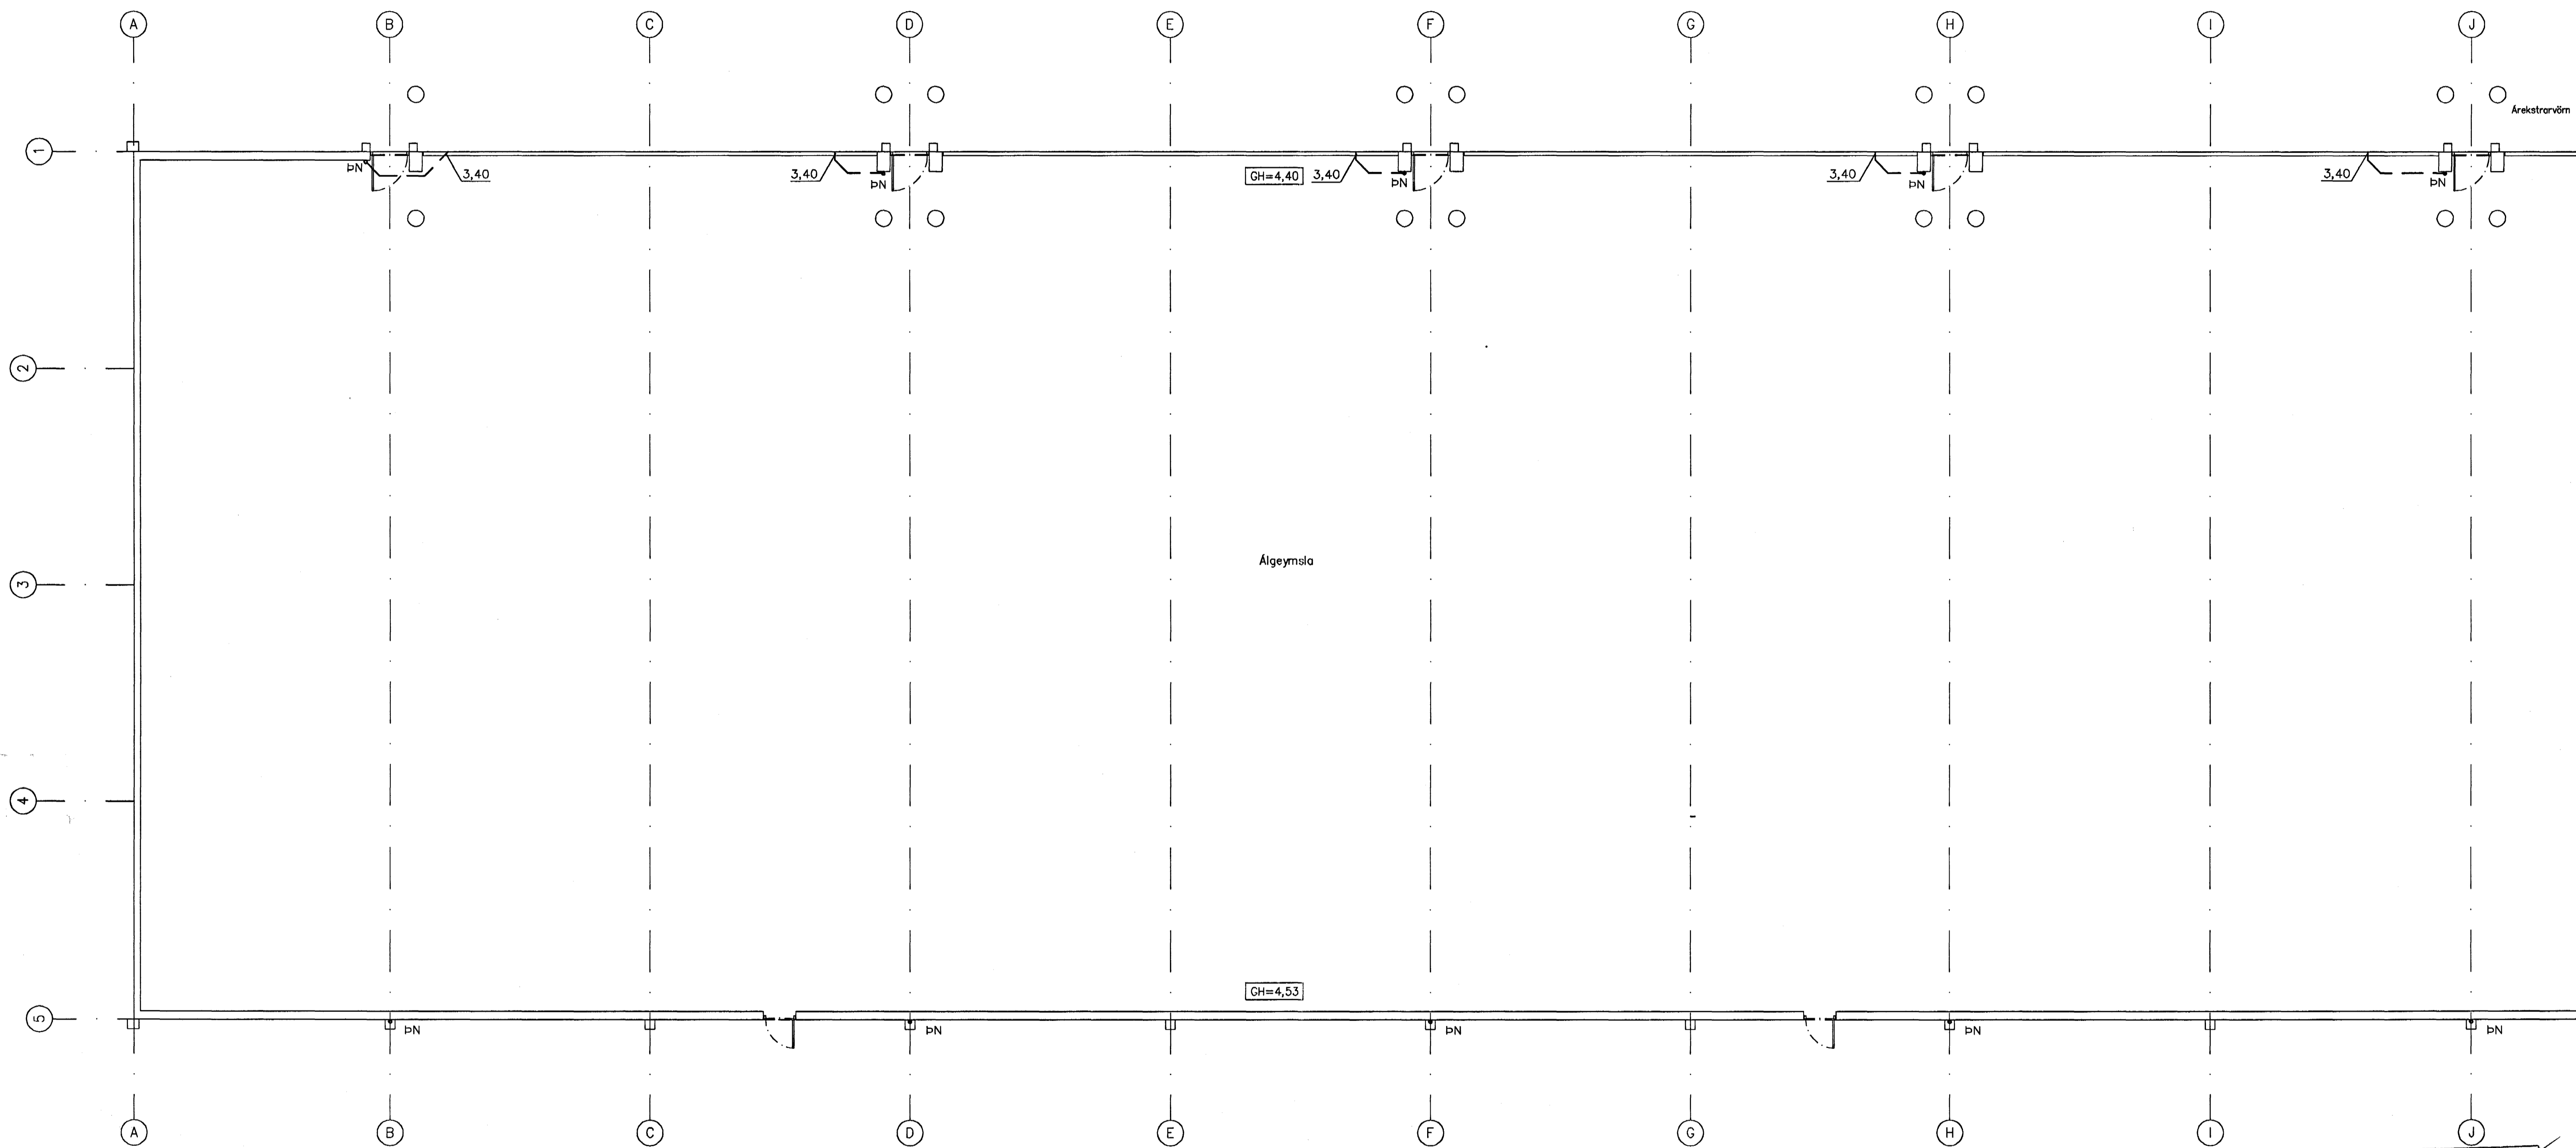 A B C D E F G H I J
Árekstrarvörn
1
ÞN 3,40 3,40 ÞN GH=4,40 3,40 ÞN 3,40 ÞN 3,40 ÞN
2
3
Álgeymsla
4
GH=4,53
5
ÞN ÞN ÞN ÞN ÞN
A B C D E F G H I J